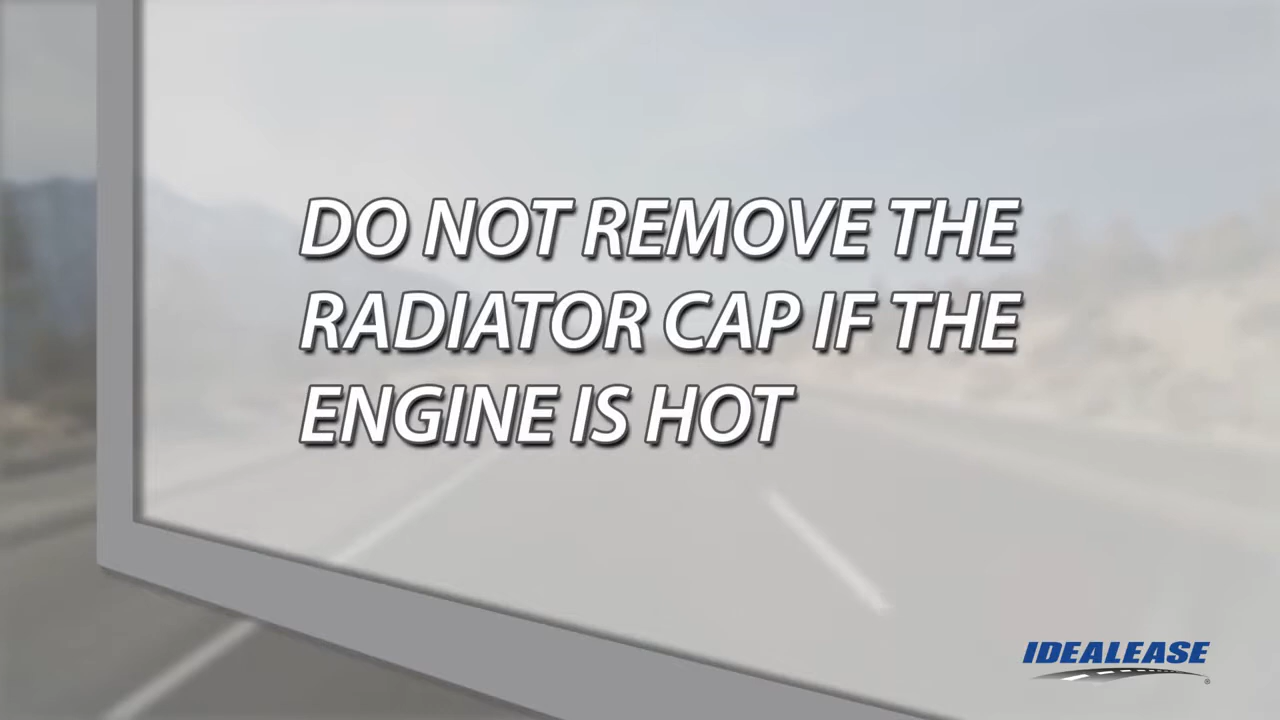 DO NOT REMOVE THE
RADIATOR CAP IF THE
ENGINE IS HOT
IDEALEASE
®